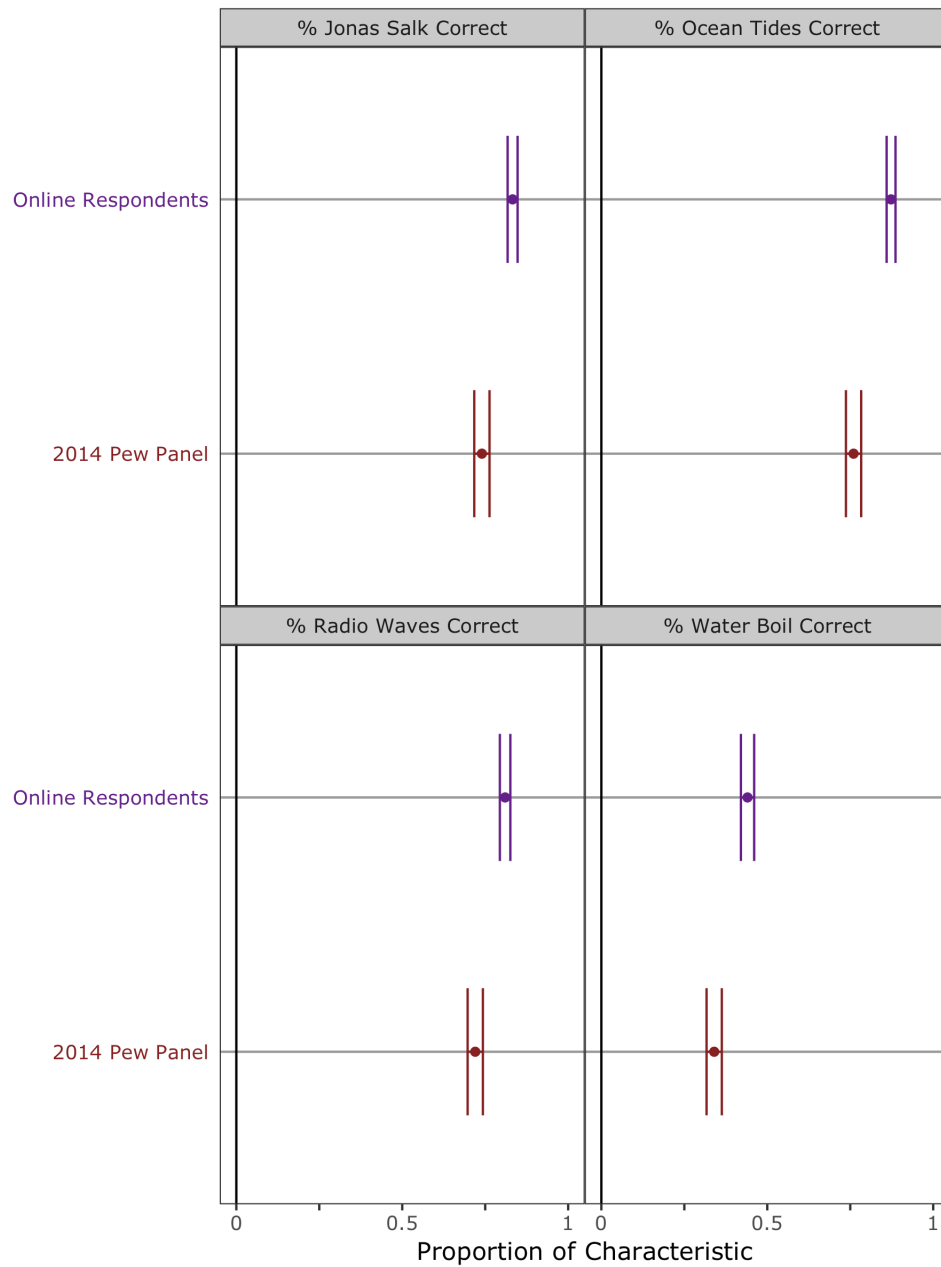 % Jonas Salk Correct
% Ocean Tides Correct
Online Respondents
2014 Pew Panel
% Radio Waves Correct
% Water Boil Correct
Online Respondents
2014 Pew Panel
0 0.5 1 0 0.5 1
Proportion of Characteristic